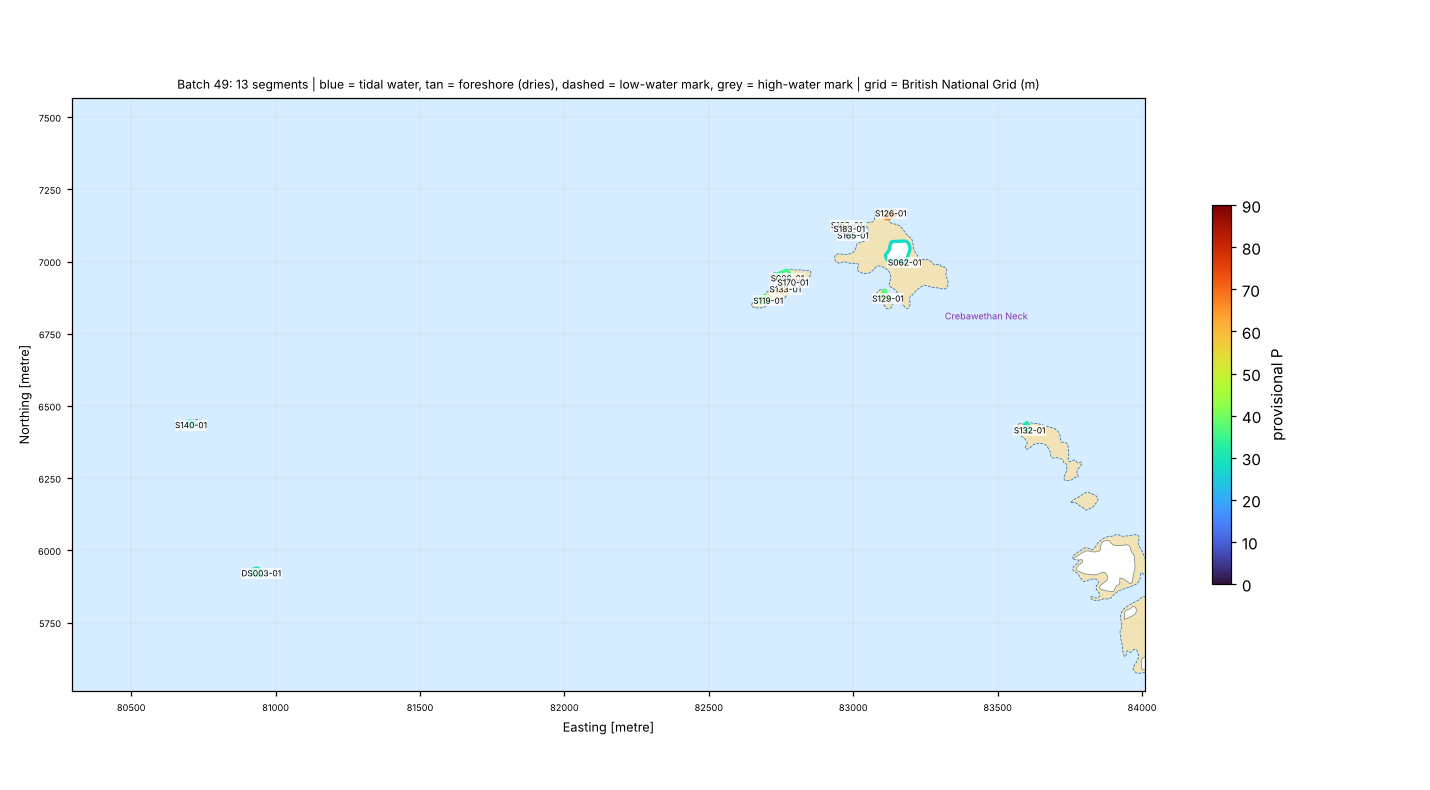 Batch 49: 13 segments | blue = tidal water, tan = foreshore (dries), dashed = low-water mark, grey = high-water mark | grid = British National Grid (m)
7500
7250
7000
6750
6500
6250
6000
5750
Northing [metre]
S126-01
S183-01
S165-01
S062-01
S170-01
S133-01
S119-01
S129-01
Crebawethan Neck
S140-01
S132-01
DS003-01
80500
81000
81500
82000
82500
83000
83500
84000
Easting [metre]
90
80
70
60
50
40
30
20
10
0
provisional P